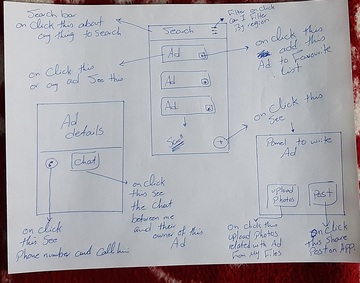 Search bar
on Click this about
any thing to Search
Filter on click
can I Filter
By region
Search
Ad
Ad
Ad
on Click this
or any ad See this
on Click this
add this
Ad to Favourite
List
on Click this
See
Ad
details
Chat
Panel to write
Ad
upload
Photos
Post
on click
this See
the Chat
between me
and their
owner of this
Ad
on click
this See
Phone number and Call him
on Click this
upload Photos
related with Ad
From My Files
on Click
this Share
Post on APP